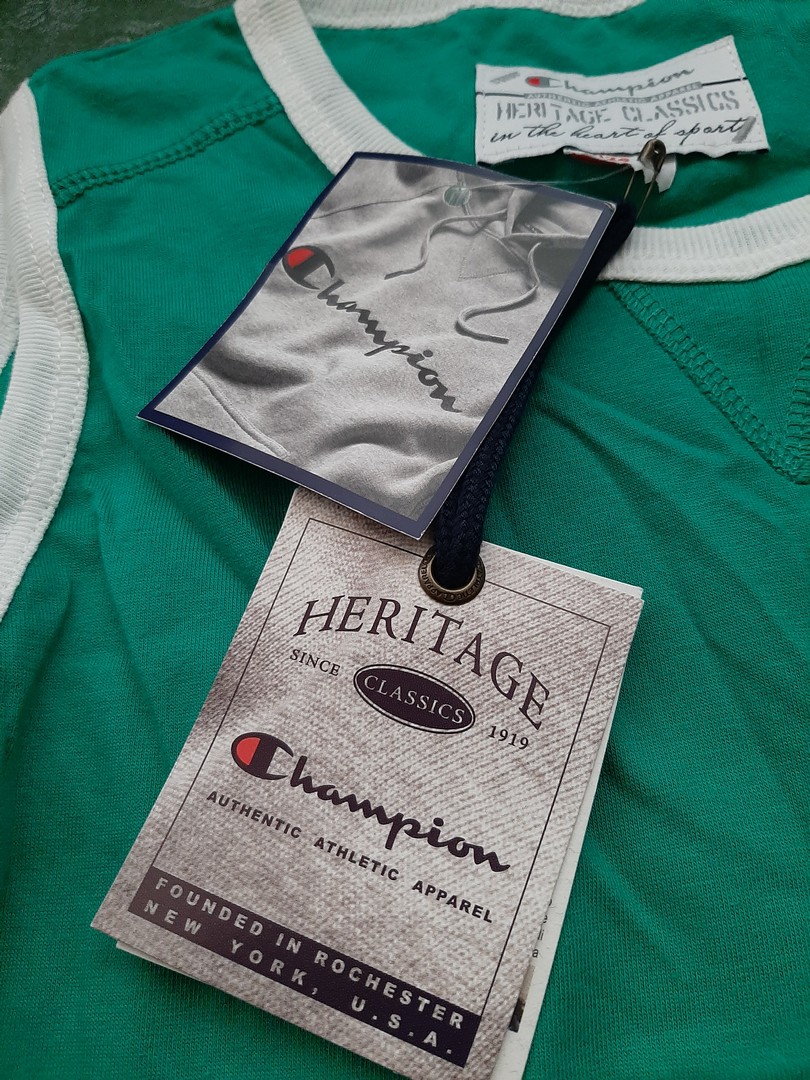 Champion
AUTHENTIC ATHLETIC APPAREL
HERITAGE CLASSICS
in the heart of sport
Champion
HERITAGE
SINCE CLASSICS 1919
Champion
AUTHENTIC ATHLETIC APPAREL
FOUNDED IN ROCHESTER
NEW YORK, U.S.A.